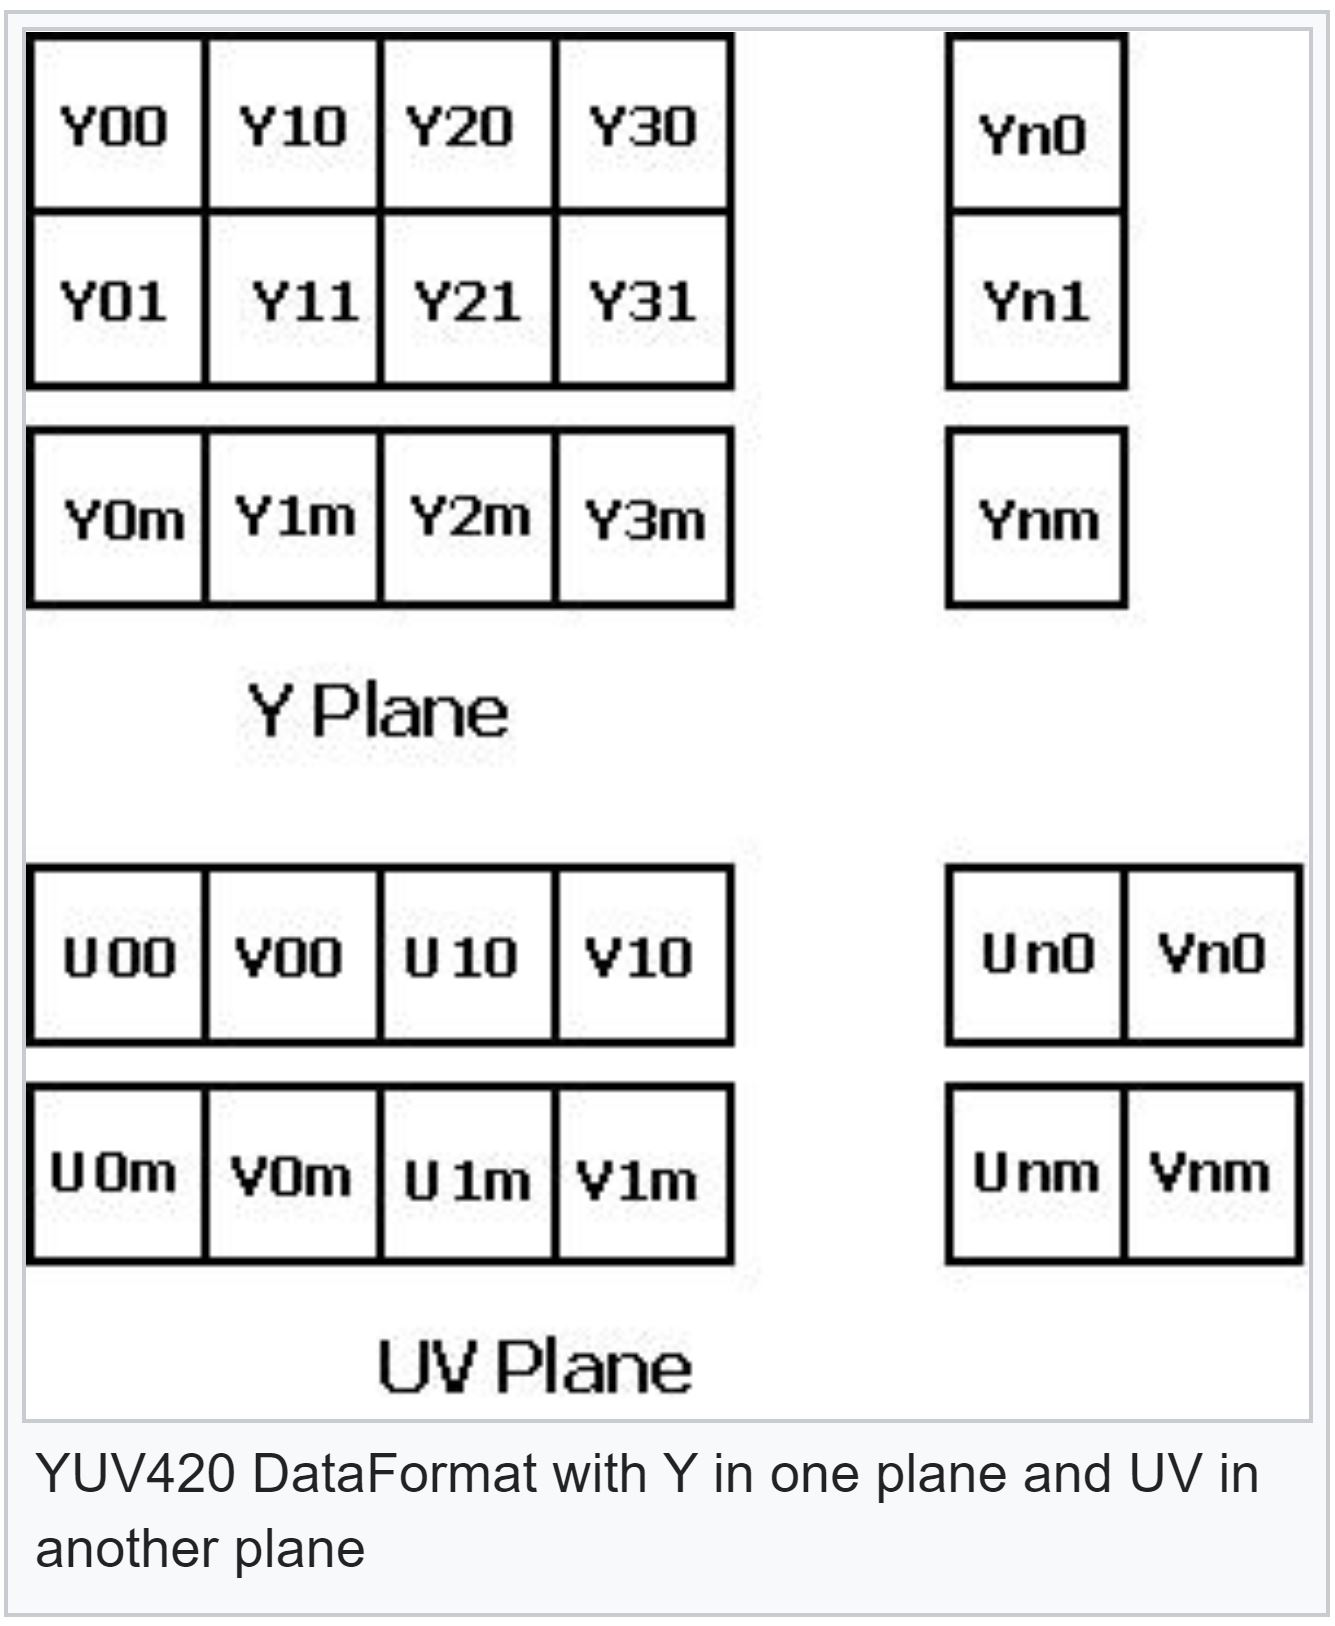 Y00 Y10 Y20 Y30 Yn0
Y01 Y11 Y21 Y31 Yn1
Y0m Y1m Y2m Y3m Ynm
Y Plane
U00 V00 U10 V10 Un0 Vn0
U0m V0m U1m V1m Unm Vnm
UV Plane
YUV420 DataFormat with Y in one plane and UV in
another plane